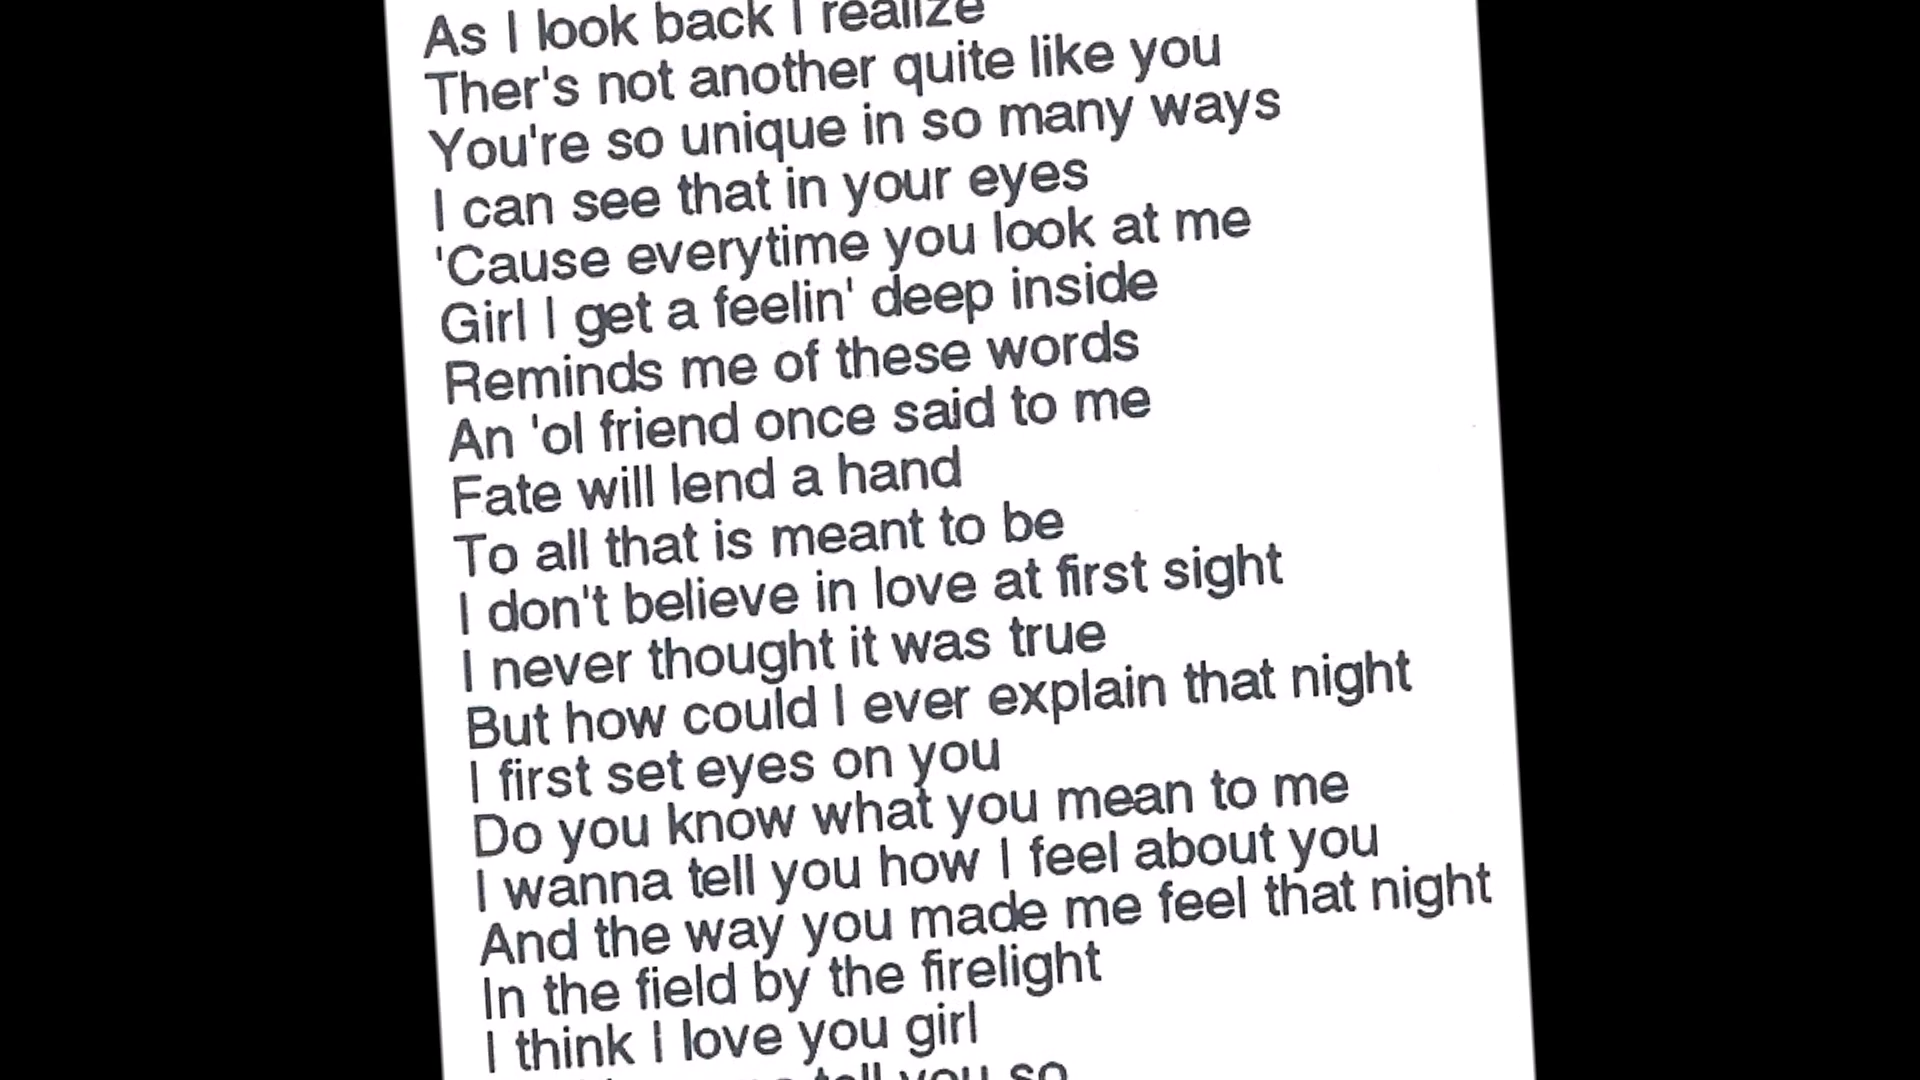 As I look back I realize
Ther's not another quite like you
You're so unique in so many ways
I can see that in your eyes
'Cause everytime you look at me
Girl I get a feelin' deep inside
Reminds me of these words
An 'ol friend once said to me
Fate will lend a hand
To all that is meant to be
I don't believe in love at first sight
I never thought it was true
But how could I ever explain that night
I first set eyes on you
Do you know what you mean to me
I wanna tell you how I feel about you
And the way you made me feel that night
In the field by the firelight
I think I love you girl
tell you so